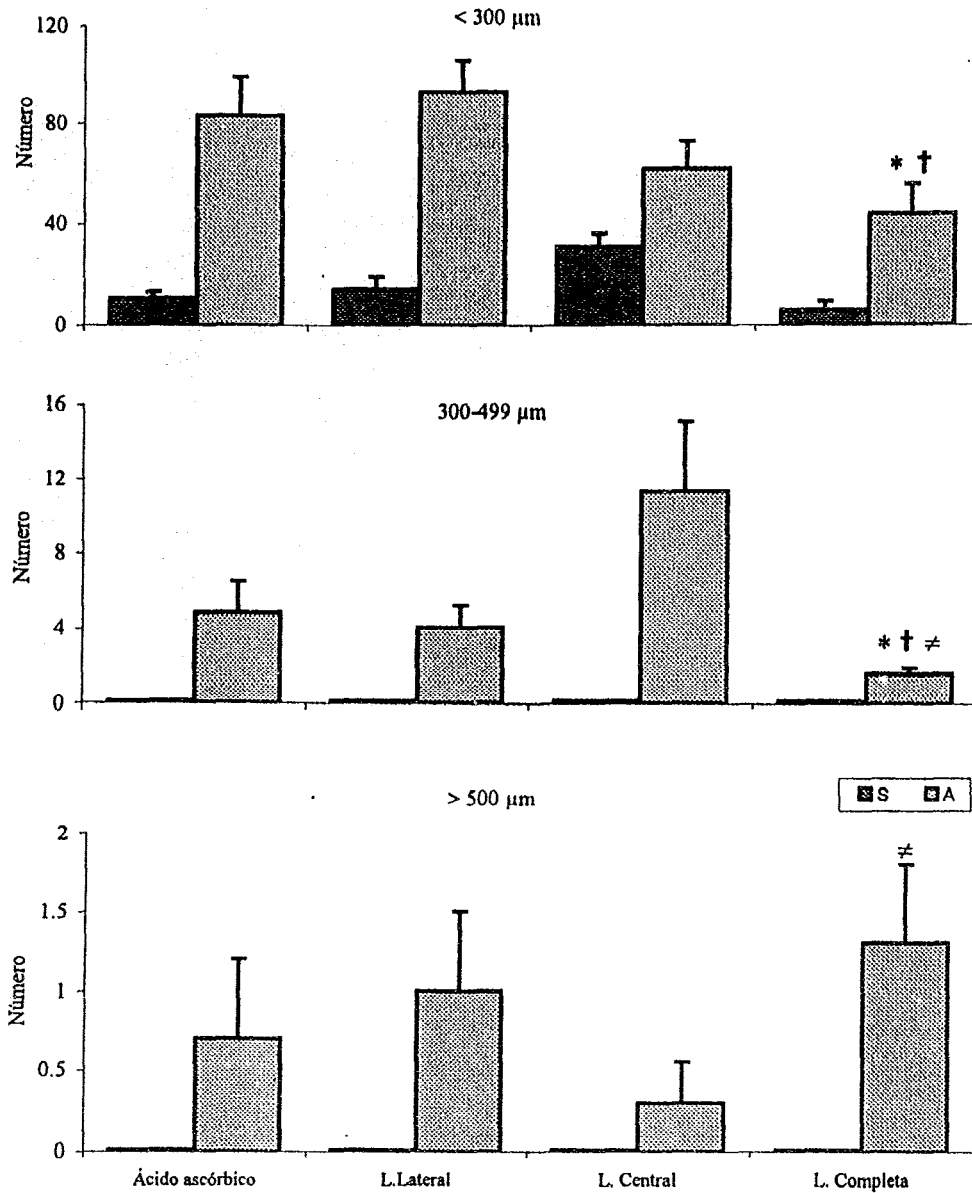 < 300 µm
120
80
40
0
Número
* †
300-499 µm
16
12
8
4
0
Número
* † ≠
> 500 µm
S A
2
1.5
1
0.5
0
Número
≠
Ácido ascórbico L.Lateral L. Central L. Completa